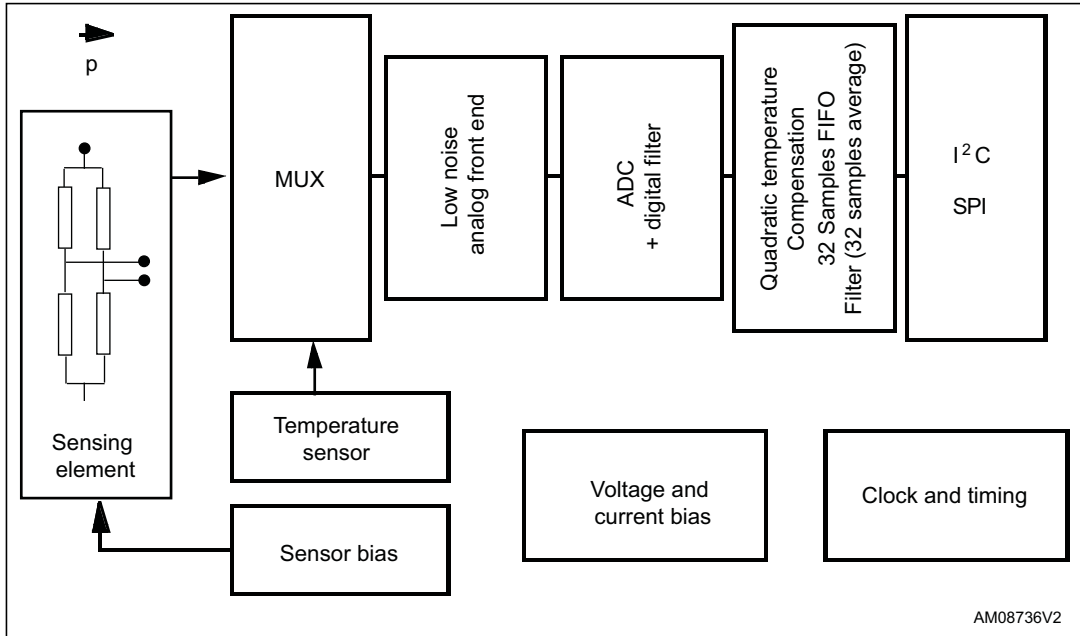 p
Sensing
element
MUX
Temperature
sensor
Sensor bias
Low noise
analog front end
ADC
+ digital filter
Quadratic temperature
Compensation
32 Samples FIFO
Filter (32 samples average)
I²C
SPI
Voltage and
current bias
Clock and timing
AM08736V2